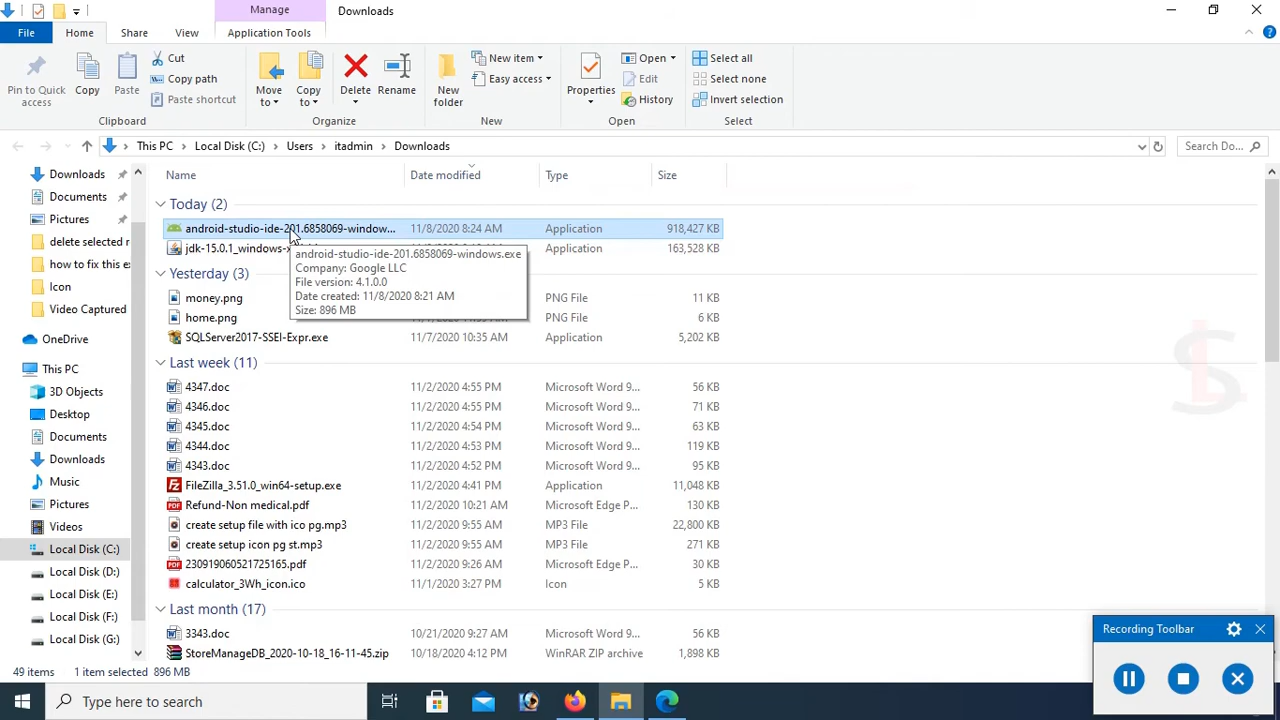 Manage
Downloads
File Home Share View Application Tools
Pin to Quick access
Copy
Paste
Cut
Copy path
Paste shortcut
Clipboard
Move to
Copy to
Delete
Rename
Organize
New folder
New item
Easy access
New
Properties
Open
Edit
History
Open
Select all
Select none
Invert selection
Select
This PC > Local Disk (C:) > Users > itadmin > Downloads
Search Do...
Downloads
Documents
Pictures
delete selected r
how to fix this e
Icon
Video Captured
OneDrive
This PC
3D Objects
Desktop
Documents
Downloads
Music
Pictures
Videos
Local Disk (C:)
Local Disk (D:)
Local Disk (E:)
Local Disk (F:)
Local Disk (G:)
Name Date modified Type Size
Today (2)
android-studio-ide-201.6858069-window... 11/8/2020 8:24 AM Application 918,427 KB
jdk-15.0.1_windows- Application 163,528 KB
android-studio-ide-201.6858069-windows.exe
Company: Google LLC
File version: 4.1.0.0
Date created: 11/8/2020 8:21 AM
Size: 896 MB
Yesterday (3)
money.png PNG File 11 KB
home.png PNG File 6 KB
SQLServer2017-SSEI-Expr.exe 11/7/2020 10:35 AM Application 5,202 KB
Last week (11)
4347.doc 11/2/2020 4:55 PM Microsoft Word 9... 56 KB
4346.doc 11/2/2020 4:55 PM Microsoft Word 9... 71 KB
4345.doc 11/2/2020 4:54 PM Microsoft Word 9... 63 KB
4344.doc 11/2/2020 4:53 PM Microsoft Word 9... 119 KB
4343.doc 11/2/2020 4:52 PM Microsoft Word 9... 95 KB
FileZilla_3.51.0_win64-setup.exe 11/2/2020 4:41 PM Application 11,048 KB
Refund-Non medical.pdf 11/2/2020 10:21 AM Microsoft Edge P... 130 KB
create setup file with ico pg.mp3 11/2/2020 9:55 AM MP3 File 22,800 KB
create setup icon pg st.mp3 11/2/2020 9:55 AM MP3 File 271 KB
230919060521725165.pdf 11/2/2020 9:26 AM Microsoft Edge P... 30 KB
calculator_3Wh_icon.ico 11/1/2020 3:27 PM Icon 5 KB
Last month (17)
3343.doc 10/21/2020 9:27 AM Microsoft Word 9... 56 KB
StoreManageDB_2020-10-18_16-11-45.zip 10/18/2020 4:12 PM WinRAR ZIP archive 1,898 KB
49 items 1 item selected 896 MB
Recording Toolbar
Type here to search